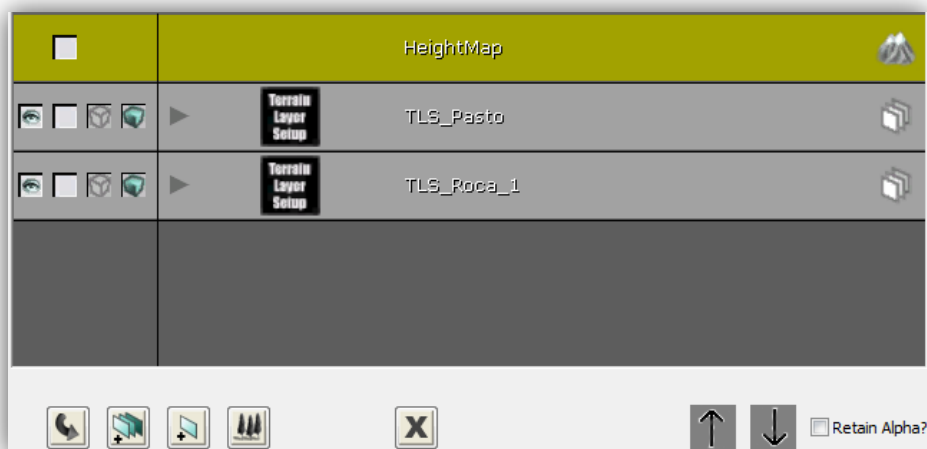 HeightMap
Terrain
Layer
Setup
TLS_Pasto
Terrain
Layer
Setup
TLS_Roca_1
X
Retain Alpha?